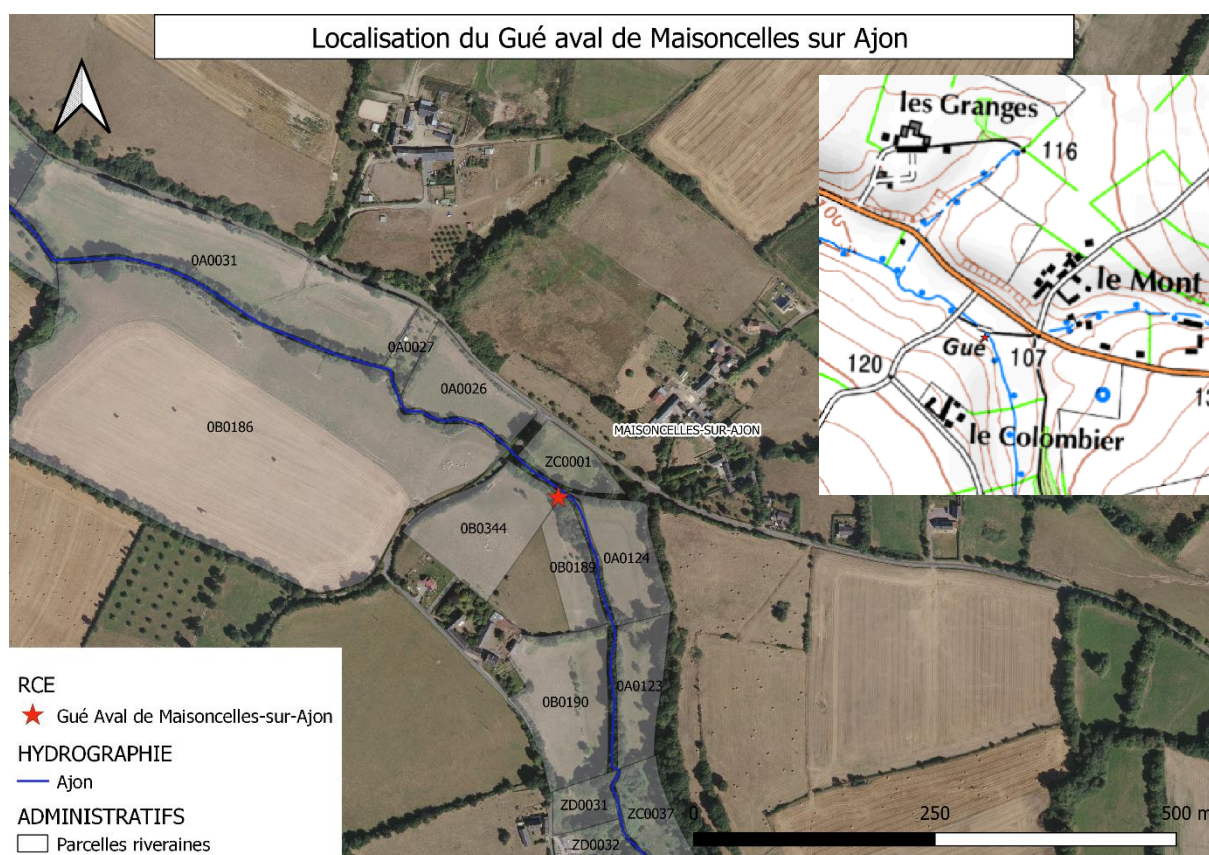 Localisation du Gué aval de Maisoncelles sur Ajon
les Granges
116
100
le Mont
Gué
107
120
le Colombier
0A0031
0A0027
0A0026
0B0186
MAISONCELLES-SUR-AJON
ZC0001
0B0344
0B0189
0A0124
0B0190
0A0123
ZD0031
ZC0037
ZD0032
RCE
Gué Aval de Maisoncelles-sur-Ajon
HYDROGRAPHIE
Ajon
ADMINISTRATIFS
Parcelles riveraines
0
250
500 m